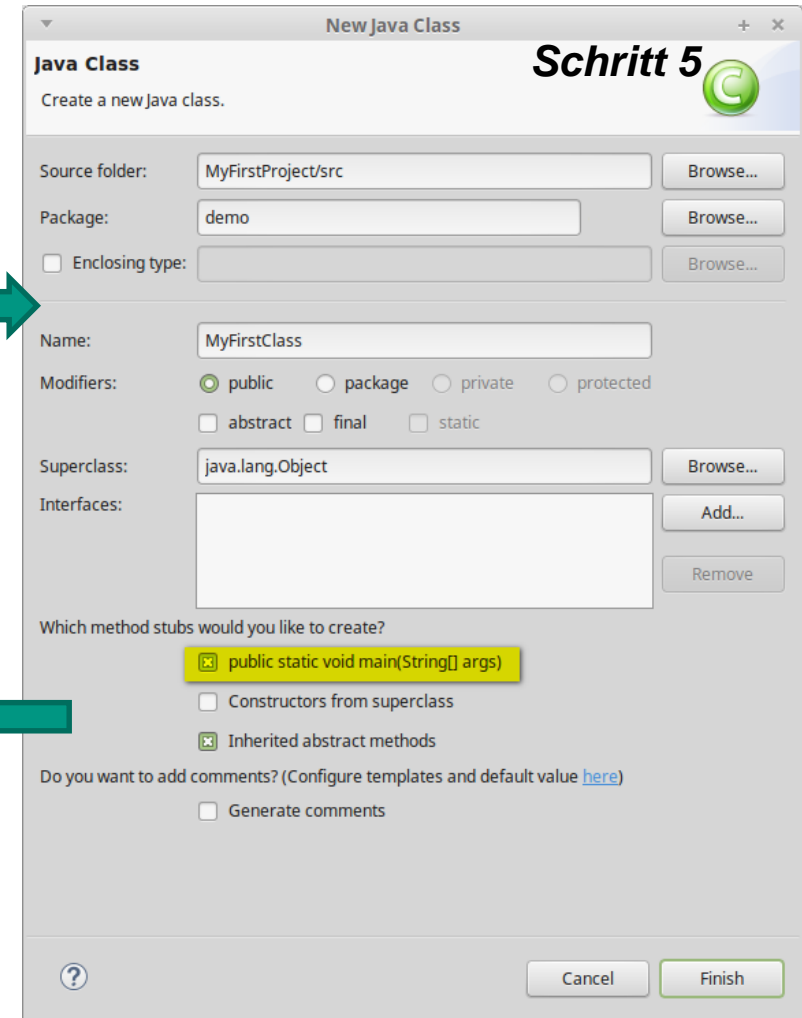 New Java Class
Java Class
Schritt 5
Create a new Java class.
Source folder: MyFirstProject/src Browse...
Package: demo Browse...
Enclosing type: Browse...
Name: MyFirstClass
Modifiers: public package private protected
abstract final static
Superclass: java.lang.Object Browse...
Interfaces: Add...
Remove
Which method stubs would you like to create?
public static void main(String[] args)
Constructors from superclass
Inherited abstract methods
Do you want to add comments? (Configure templates and default value here)
Generate comments
? Cancel Finish